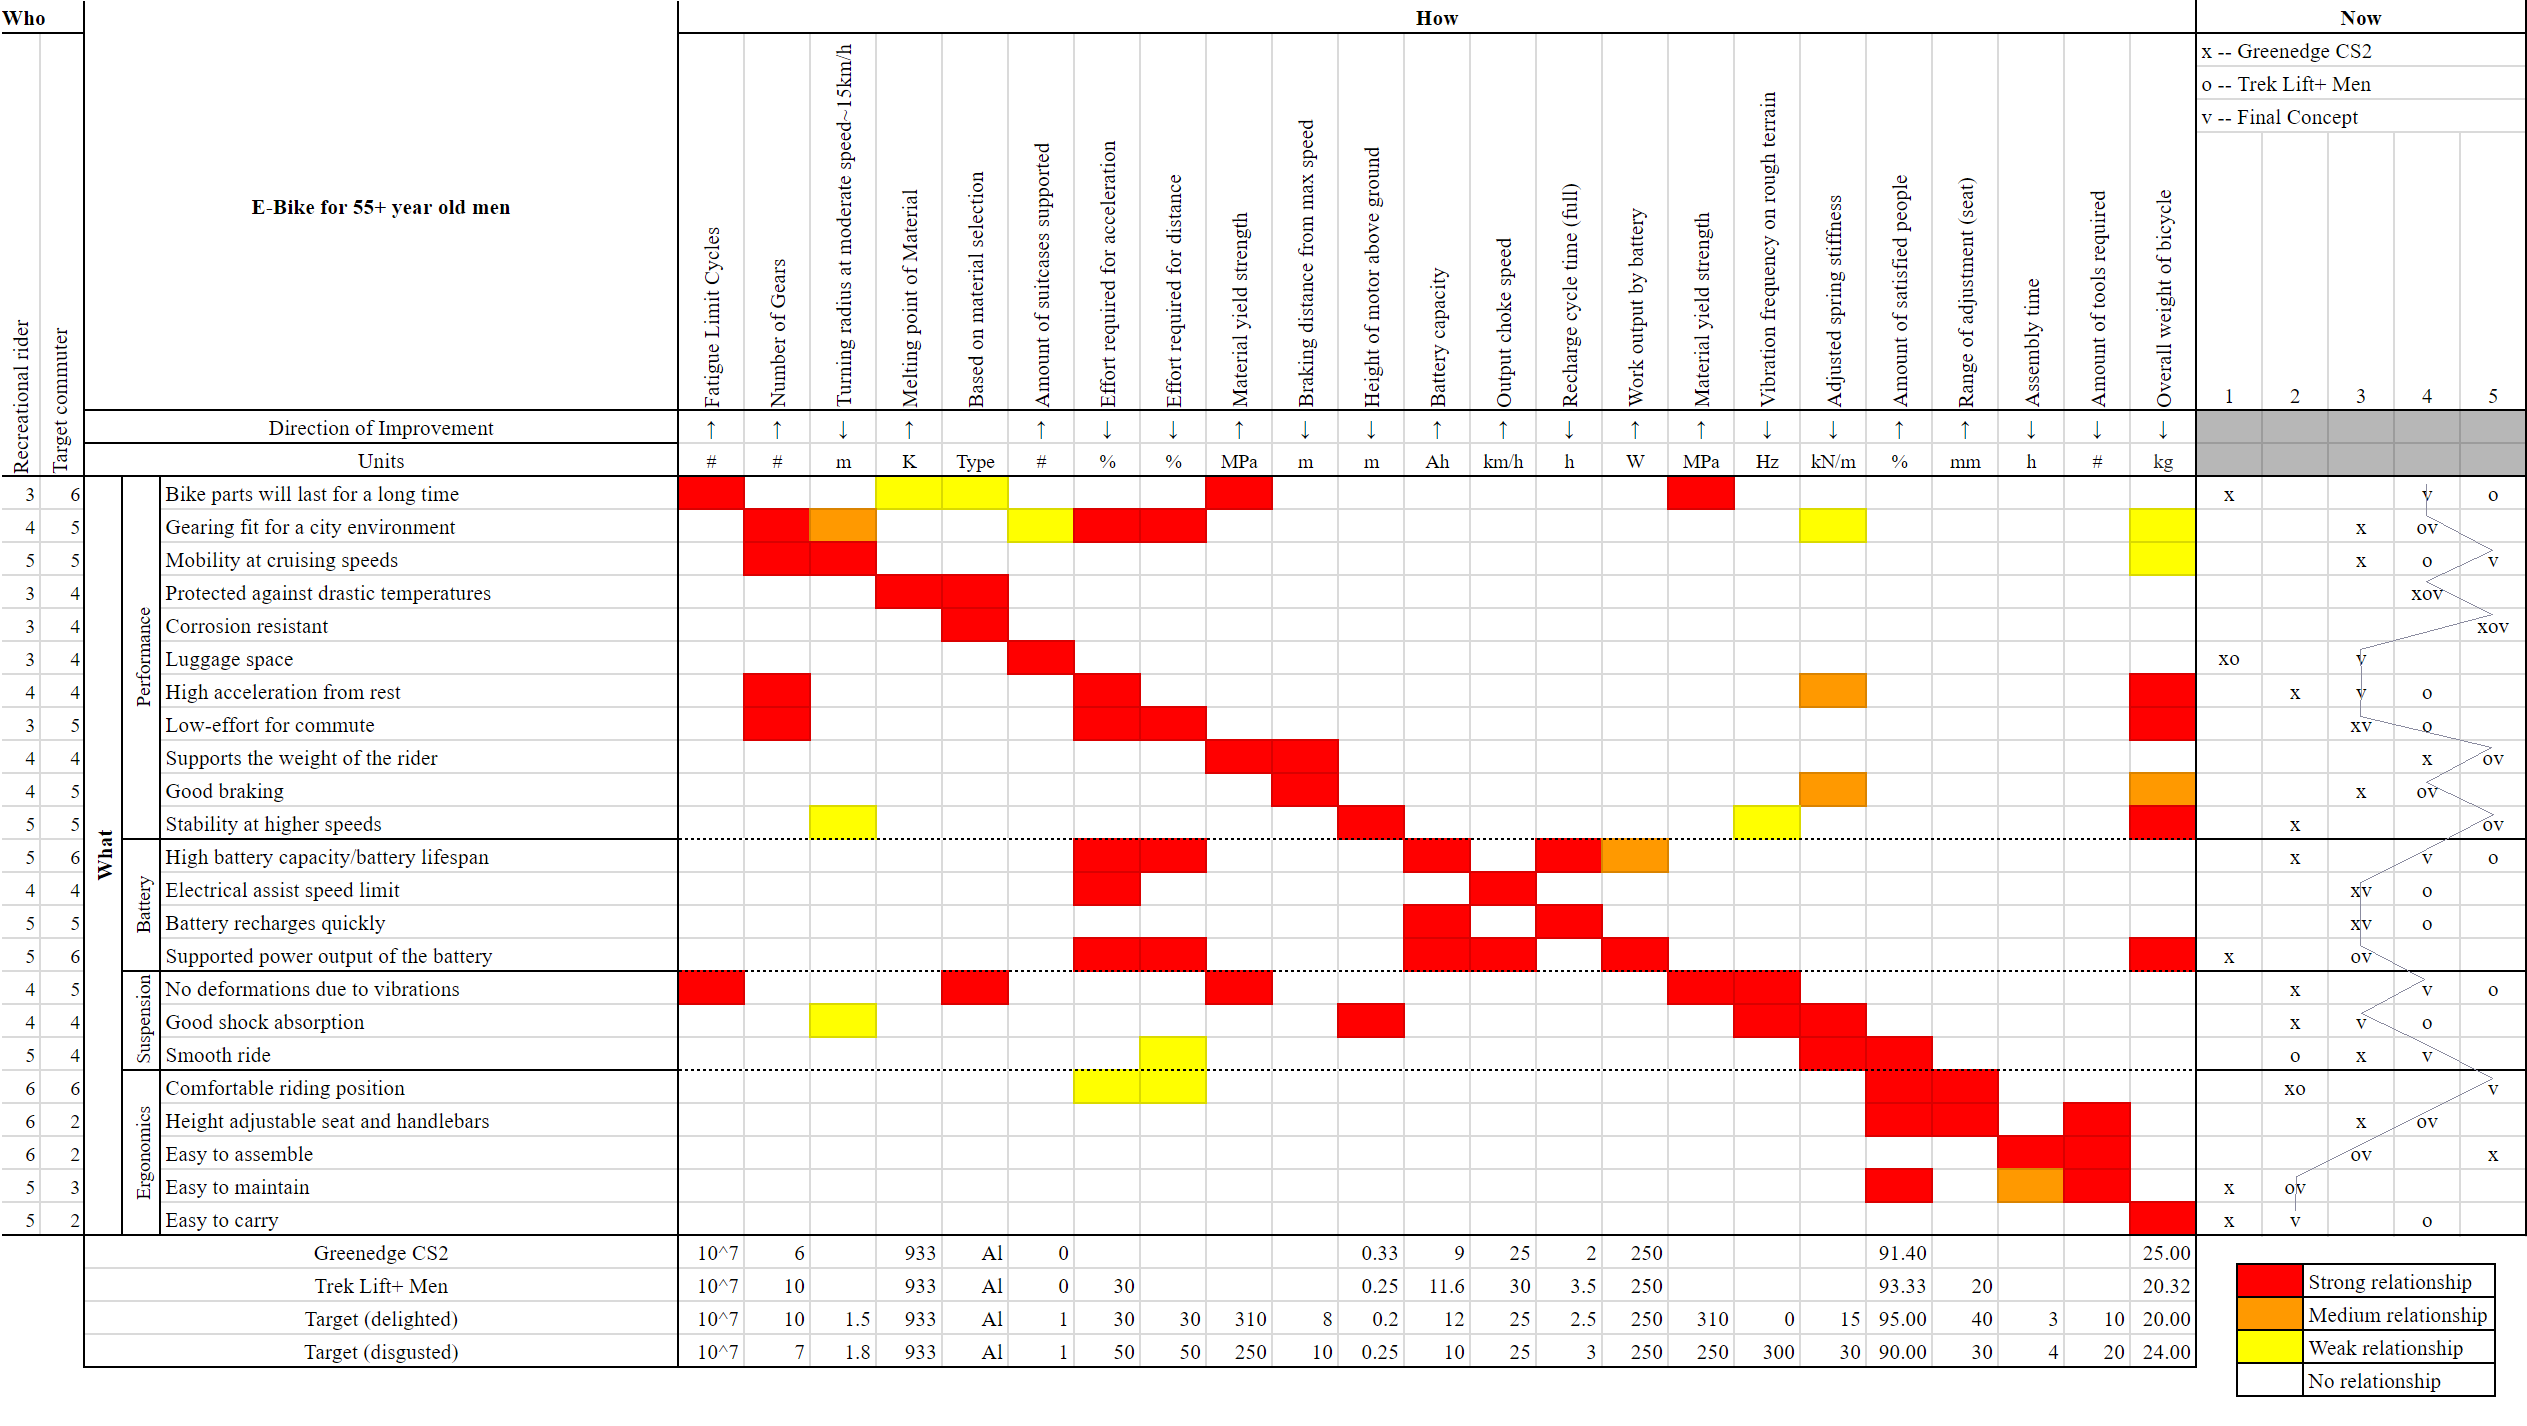 Who How Now
x -- Greenedge CS2
o -- Trek Lift+ Men
v -- Final Concept
E-Bike for 55+ year old men
Recreational rider
Target commuter
Fatigue Limit Cycles
Number of Gears
Turning radius at moderate speed~15km/h
Melting point of Material
Based on material selection
Amount of suitcases supported
Effort required for acceleration
Effort required for distance
Material yield strength
Braking distance from max speed
Height of motor above ground
Battery capacity
Output choke speed
Recharge cycle time (full)
Work output by battery
Material yield strength
Vibration frequency on rough terrain
Adjusted spring stiffness
Amount of satisfied people
Range of adjustment (seat)
Assembly time
Amount of tools required
Overall weight of bicycle
1 2 3 4 5
Direction of Improvement ↑ ↑ ↓ ↑ ↑ ↓ ↓ ↑ ↓ ↓ ↑ ↑ ↓ ↑ ↑ ↓ ↓ ↑ ↑ ↓ ↓ ↓
Units # # m K Type # % % MPa m m Ah km/h h W MPa Hz kN/m % mm h # kg
What
Performance
3 6 Bike parts will last for a long time x v o
4 5 Gearing fit for a city environment x ov
5 5 Mobility at cruising speeds x o v
3 4 Protected against drastic temperatures xov
3 4 Corrosion resistant xov
3 4 Luggage space xo v
4 4 High acceleration from rest x v o
3 5 Low-effort for commute xv o
4 4 Supports the weight of the rider x ov
4 5 Good braking x ov
5 5 Stability at higher speeds x ov
Battery
5 6 High battery capacity/battery lifespan x v o
4 4 Electrical assist speed limit xv o
5 5 Battery recharges quickly xv o
5 6 Supported power output of the battery x ov
Suspension
4 5 No deformations due to vibrations x v o
4 4 Good shock absorption x v o
5 4 Smooth ride o x v
Ergonomics
6 6 Comfortable riding position xo v
6 2 Height adjustable seat and handlebars x ov
6 2 Easy to assemble ov x
5 3 Easy to maintain x ov
5 2 Easy to carry x v o
Greenedge CS2 10^7 6 933 Al 0 0.33 9 25 2 250 91.40 25.00
Trek Lift+ Men 10^7 10 933 Al 0 30 0.25 11.6 30 3.5 250 93.33 20 20.32
Target (delighted) 10^7 10 1.5 933 Al 1 30 30 310 8 0.2 12 25 2.5 250 310 0 15 95.00 40 3 10 20.00
Target (disgusted) 10^7 7 1.8 933 Al 1 50 50 250 10 0.25 10 25 3 250 250 300 30 90.00 30 4 20 24.00
Strong relationship
Medium relationship
Weak relationship
No relationship